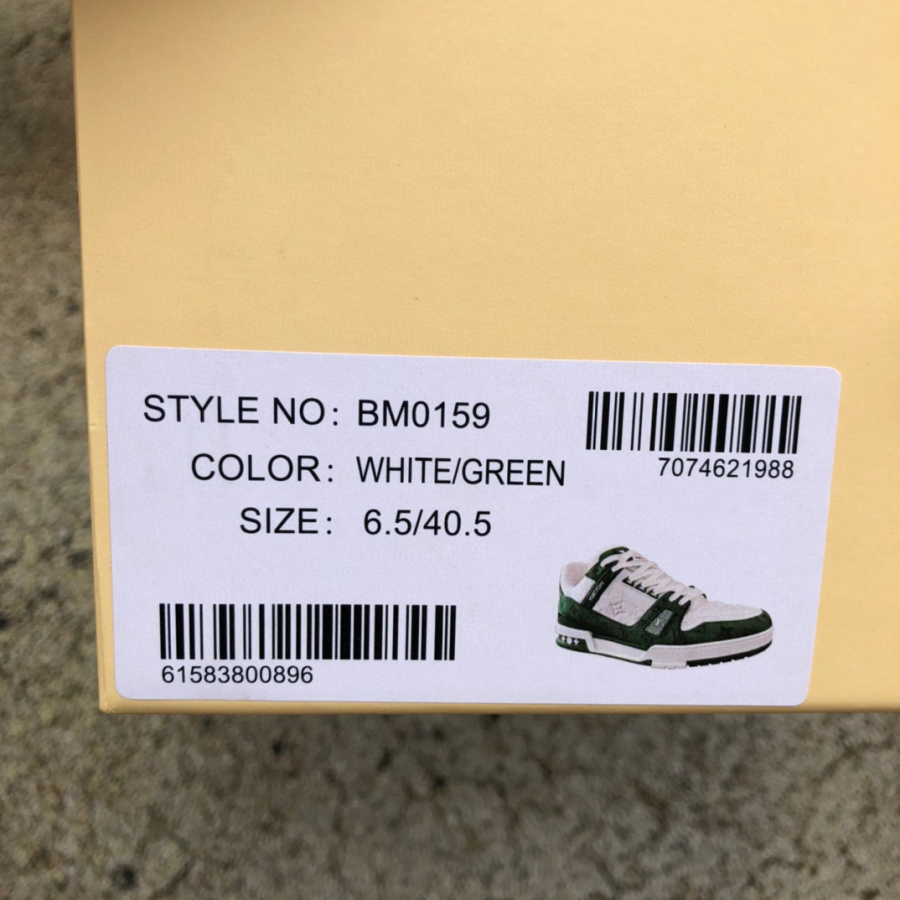 STYLE NO: BM0159
COLOR: WHITE/GREEN
SIZE: 6.5/40.5
7074621988
61583800896